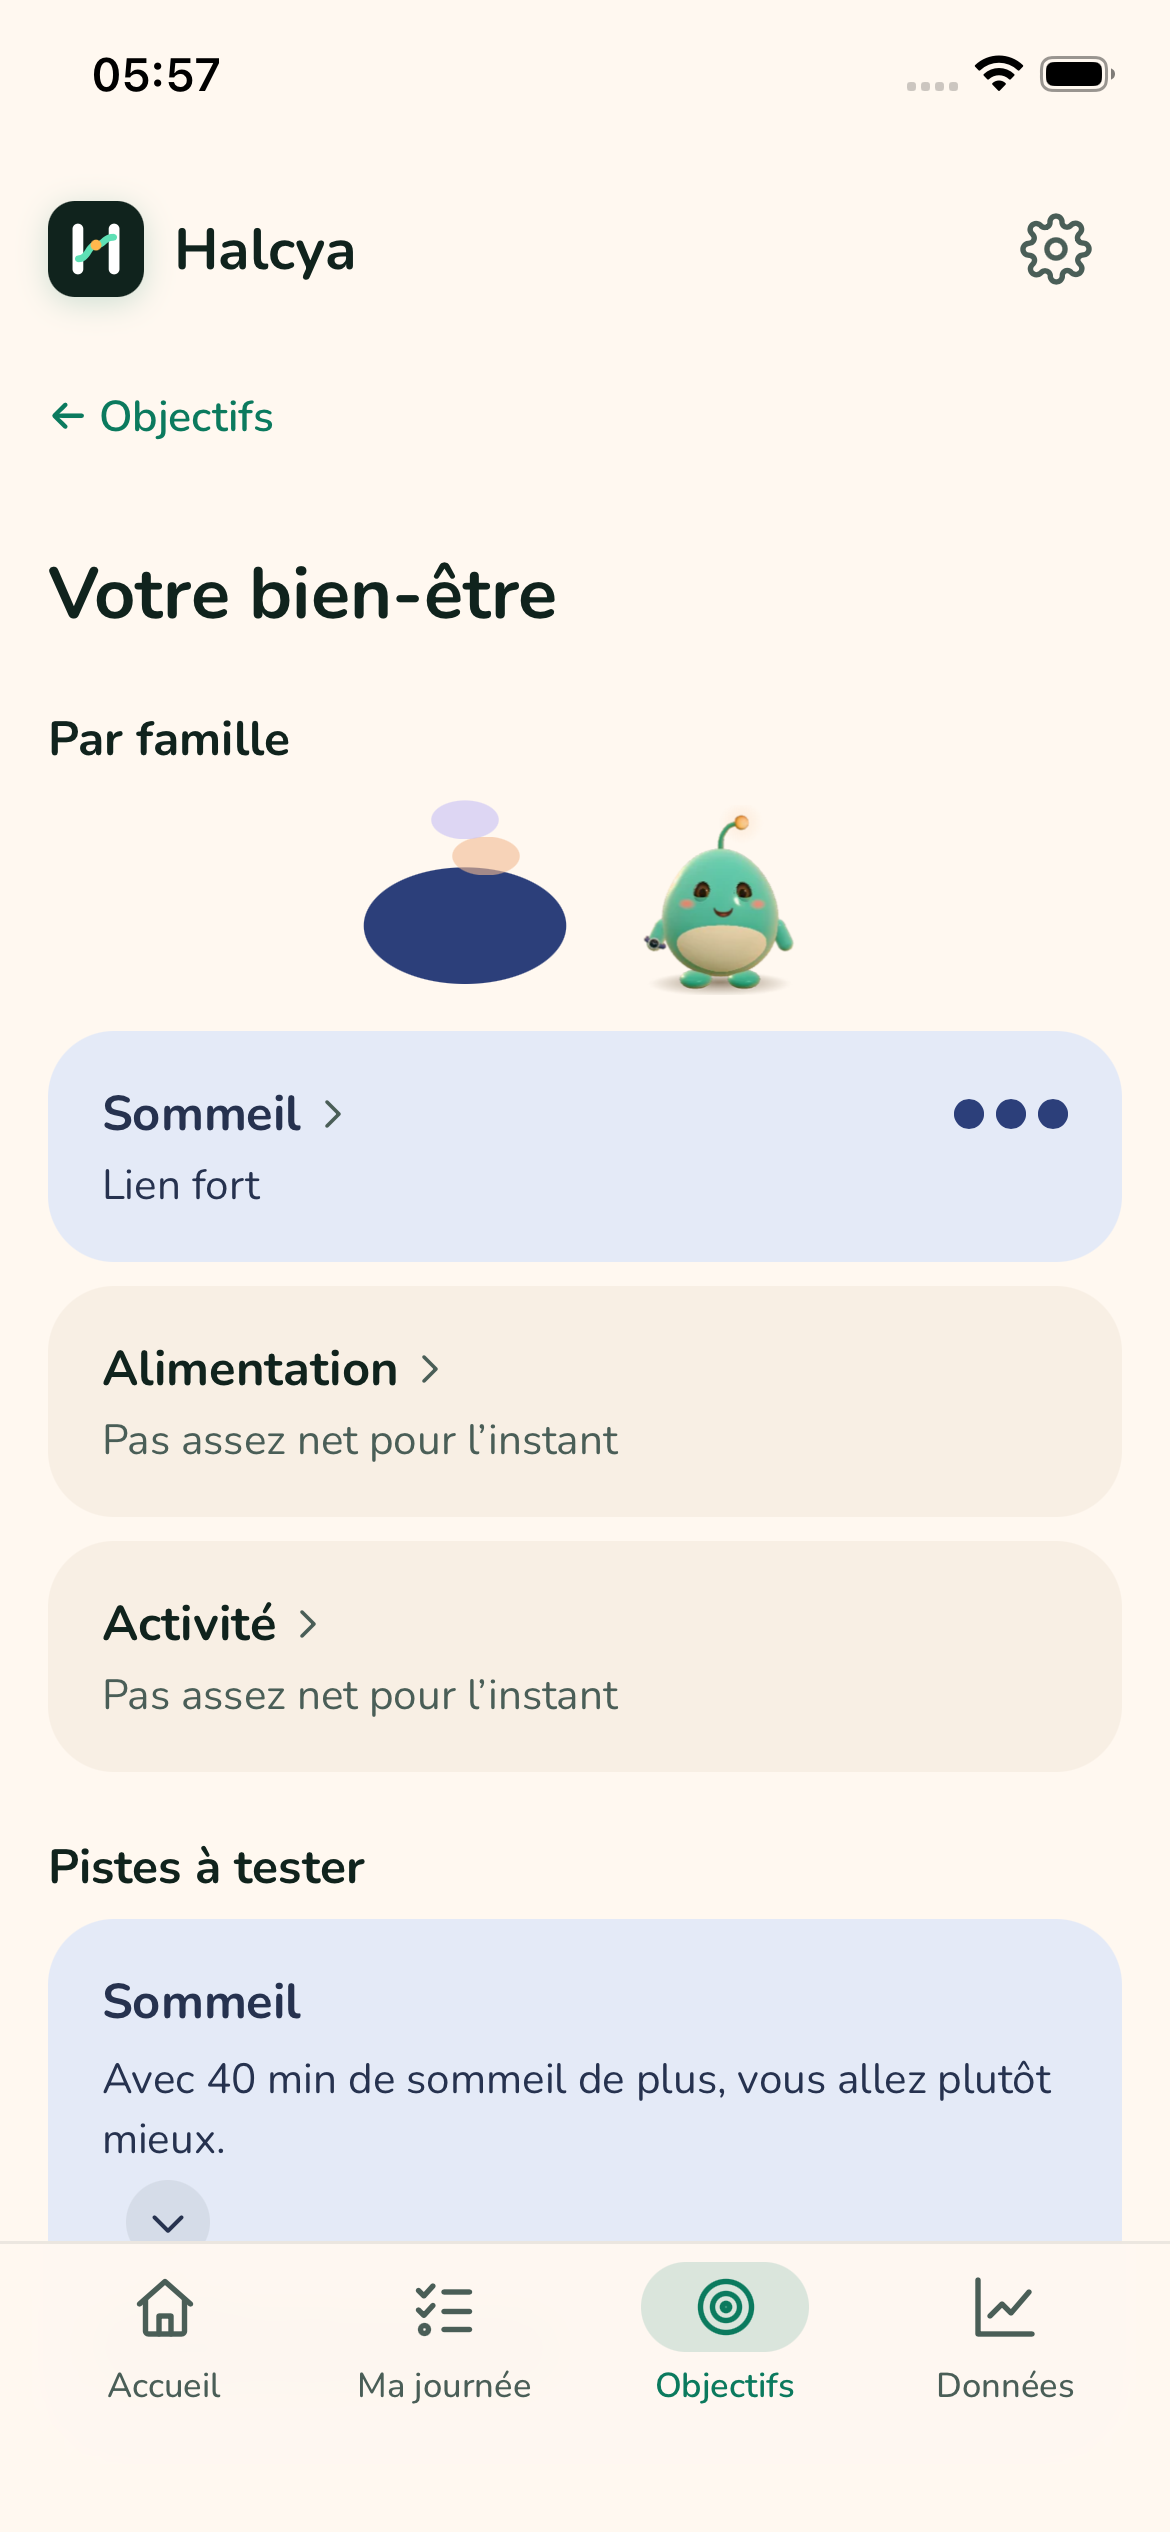 05:57
Halcya
← Objectifs
Votre bien-être
Par famille
Sommeil
Lien fort
Alimentation
Pas assez net pour l’instant
Activité
Pas assez net pour l’instant
Pistes à tester
Sommeil
Avec 40 min de sommeil de plus, vous allez plutôt
mieux.
Accueil
Ma journée
Objectifs
Données